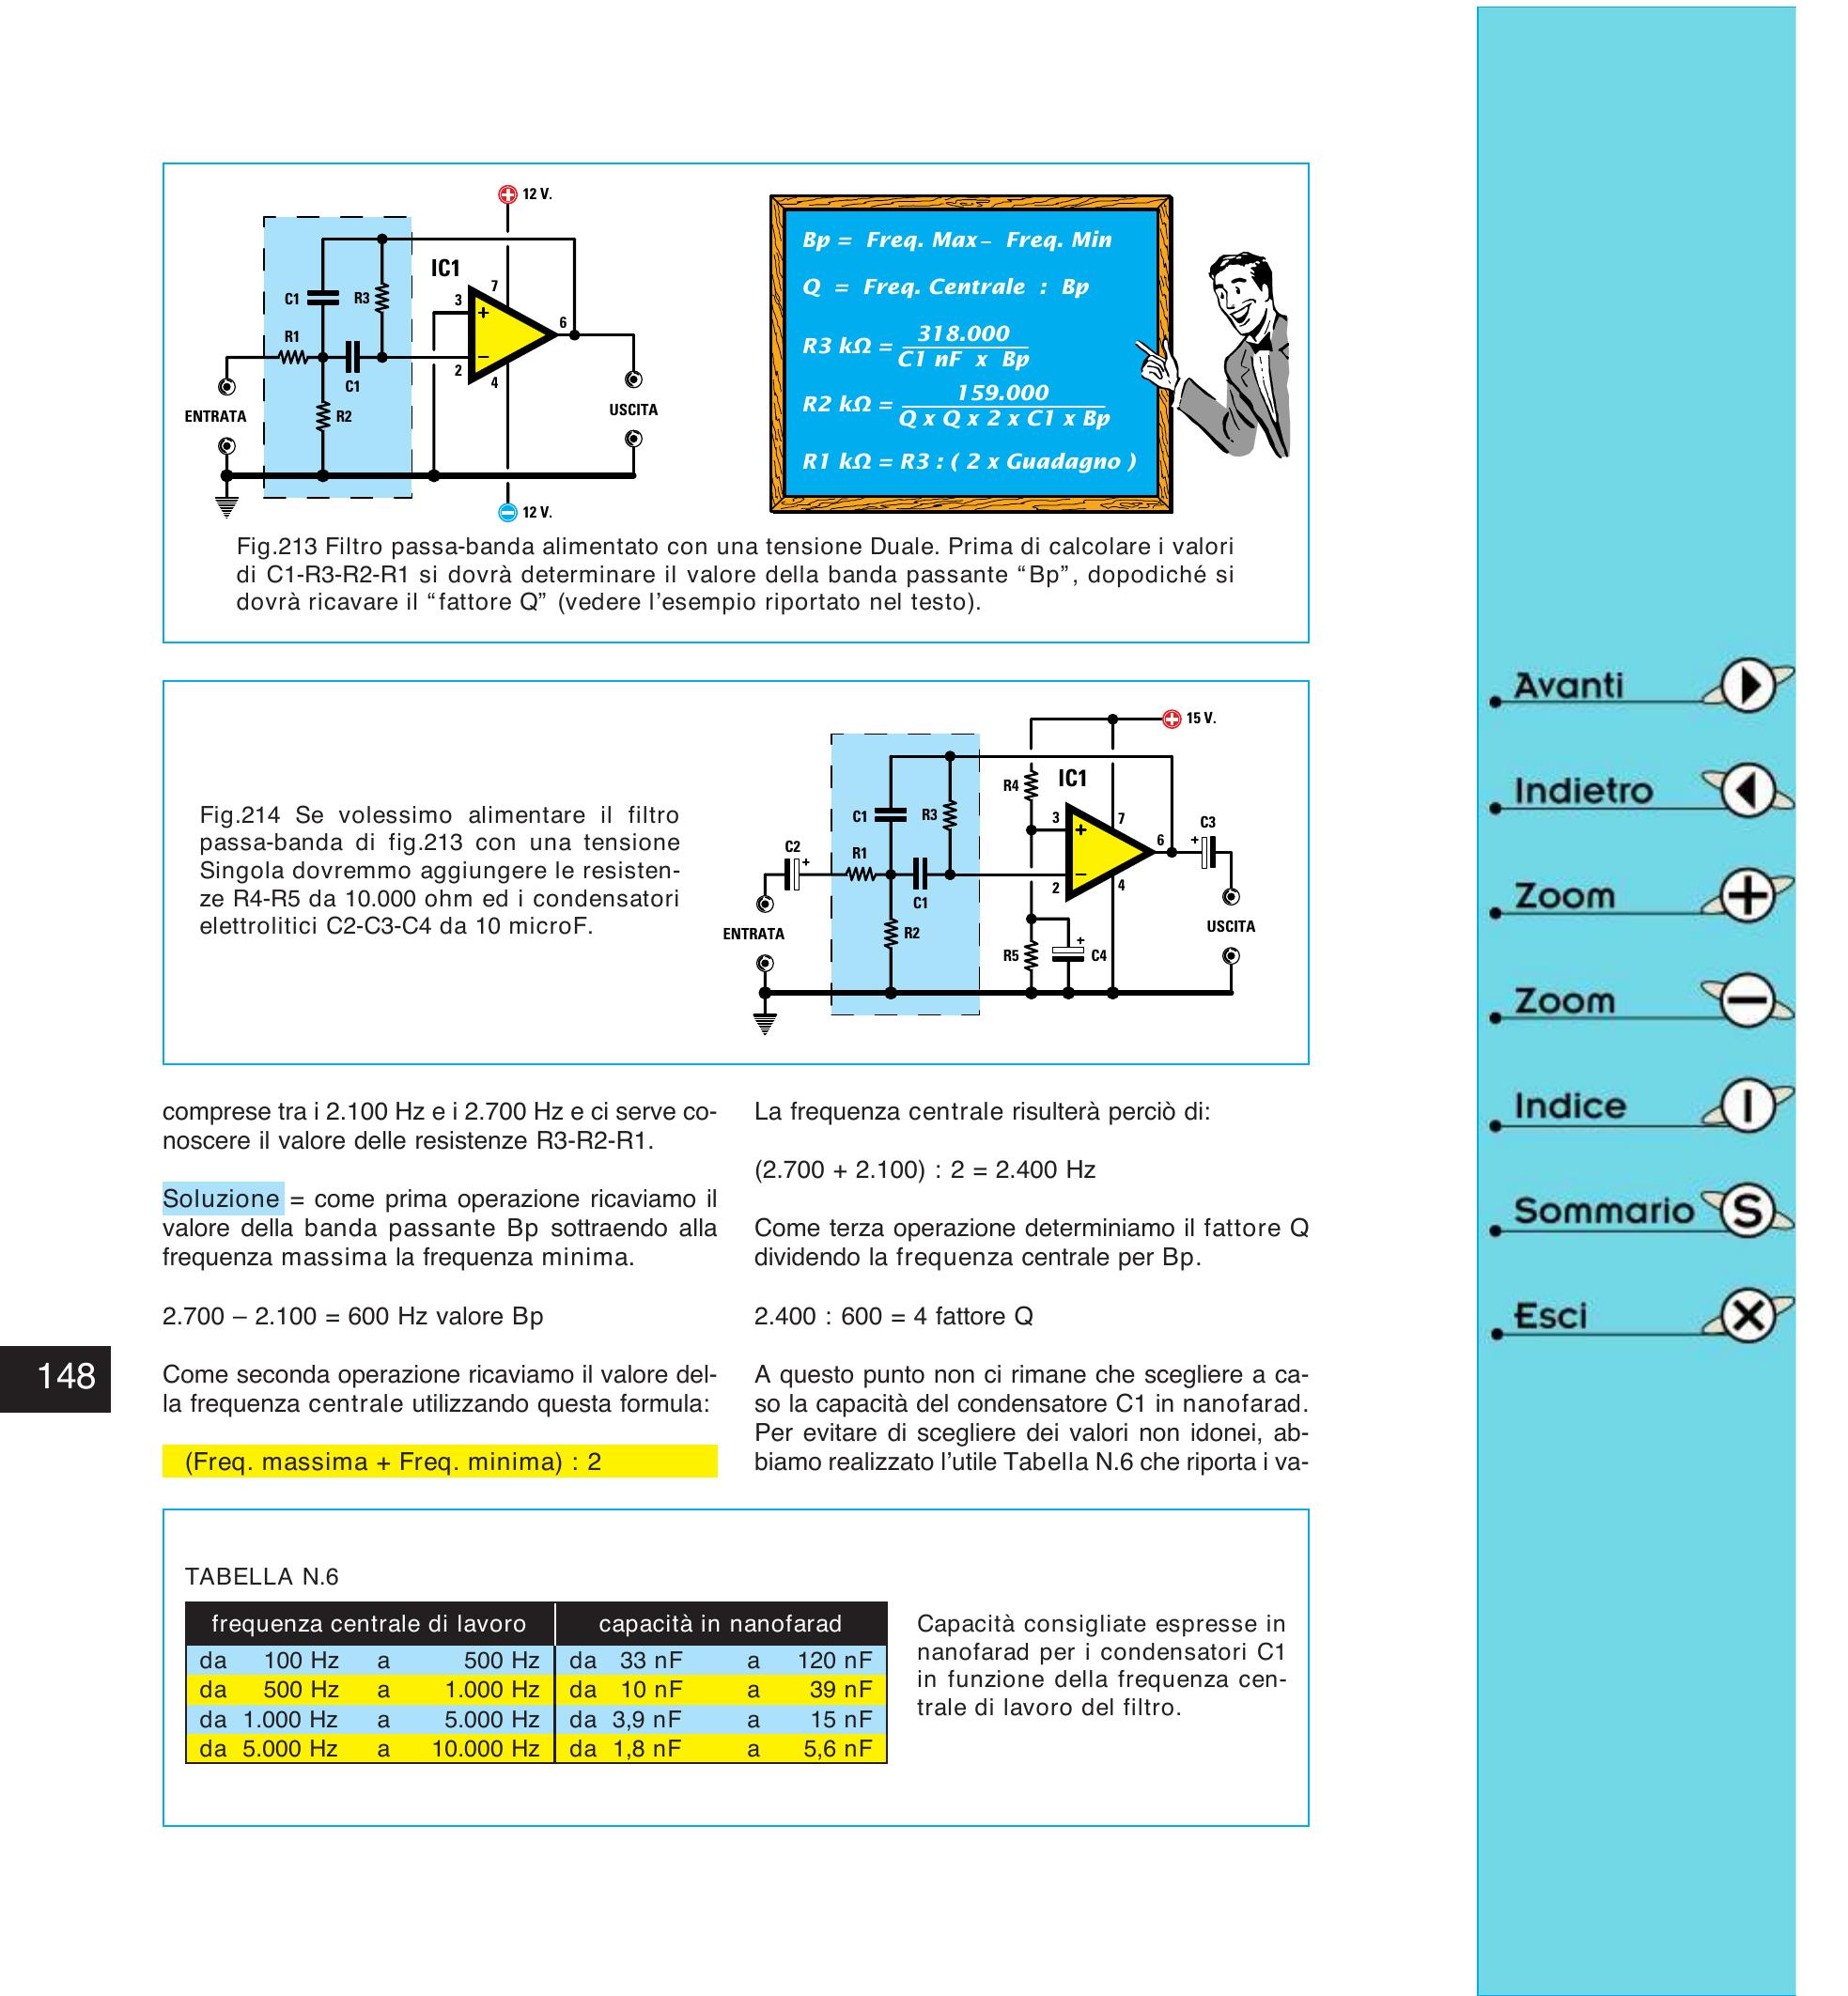 12 V.
IC1
C1
R3
R1
C1
R2
3
7
6
2
4
ENTRATA
USCITA
12 V.
Bp = Freq. Max – Freq. Min
Q = Freq. Centrale : Bp
R3 kΩ = 318.000
C1 nF x Bp
R2 kΩ = 159.000
Q x Q x 2 x C1 x Bp
R1 kΩ = R3 : ( 2 x Guadagno )
Fig.213 Filtro passa-banda alimentato con una tensione Duale. Prima di calcolare i valori
di C1-R3-R2-R1 si dovrà determinare il valore della banda passante “Bp”, dopodiché si
dovrà ricavare il “fattore Q” (vedere l’esempio riportato nel testo).
Fig.214 Se volessimo alimentare il filtro
passa-banda di fig.213 con una tensione
Singola dovremmo aggiungere le resisten-
ze R4-R5 da 10.000 ohm ed i condensatori
elettrolitici C2-C3-C4 da 10 microF.
15 V.
R4
IC1
C1
R3
3
7
6
C3
C2
R1
C1
2
4
R2
ENTRATA
USCITA
R5
C4
comprese tra i 2.100 Hz e i 2.700 Hz e ci serve co-
noscere il valore delle resistenze R3-R2-R1.
Soluzione = come prima operazione ricaviamo il
valore della banda passante Bp sottraendo alla
frequenza massima la frequenza minima.
2.700 – 2.100 = 600 Hz valore Bp
Come seconda operazione ricaviamo il valore del-
la frequenza centrale utilizzando questa formula:
(Freq. massima + Freq. minima) : 2
La frequenza centrale risulterà perciò di:
(2.700 + 2.100) : 2 = 2.400 Hz
Come terza operazione determiniamo il fattore Q
dividendo la frequenza centrale per Bp.
2.400 : 600 = 4 fattore Q
A questo punto non ci rimane che scegliere a ca-
so la capacità del condensatore C1 in nanofarad.
Per evitare di scegliere dei valori non idonei, ab-
biamo realizzato l’utile Tabella N.6 che riporta i va-
148
TABELLA N.6
frequenza centrale di lavoro capacità in nanofarad
da 100 Hz a 500 Hz da 33 nF a 120 nF
da 500 Hz a 1.000 Hz da 10 nF a 39 nF
da 1.000 Hz a 5.000 Hz da 3,9 nF a 15 nF
da 5.000 Hz a 10.000 Hz da 1,8 nF a 5,6 nF
Capacità consigliate espresse in
nanofarad per i condensatori C1
in funzione della frequenza cen-
trale di lavoro del filtro.
Avanti
Indietro
Zoom
Zoom
Indice
I
Sommario
S
Esci